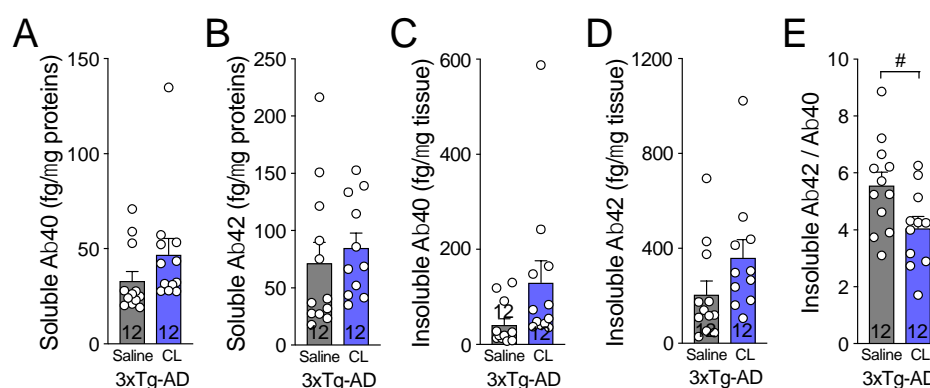 A
Soluble Ab40 (fg/mg proteins)
150
100
50
0
12
12
Saline CL
3xTg-AD
B
Soluble Ab42 (fg/mg proteins)
250
200
150
100
50
0
12
12
Saline CL
3xTg-AD
C
Insoluble Ab40 (fg/mg tissue)
600
400
200
0
12
12
Saline CL
3xTg-AD
D
Insoluble Ab42 (fg/mg tissue)
1200
800
400
0
12
12
Saline CL
3xTg-AD
E
Insoluble Ab42 / Ab40
10
8
6
4
2
0
#
12
12
Saline CL
3xTg-AD